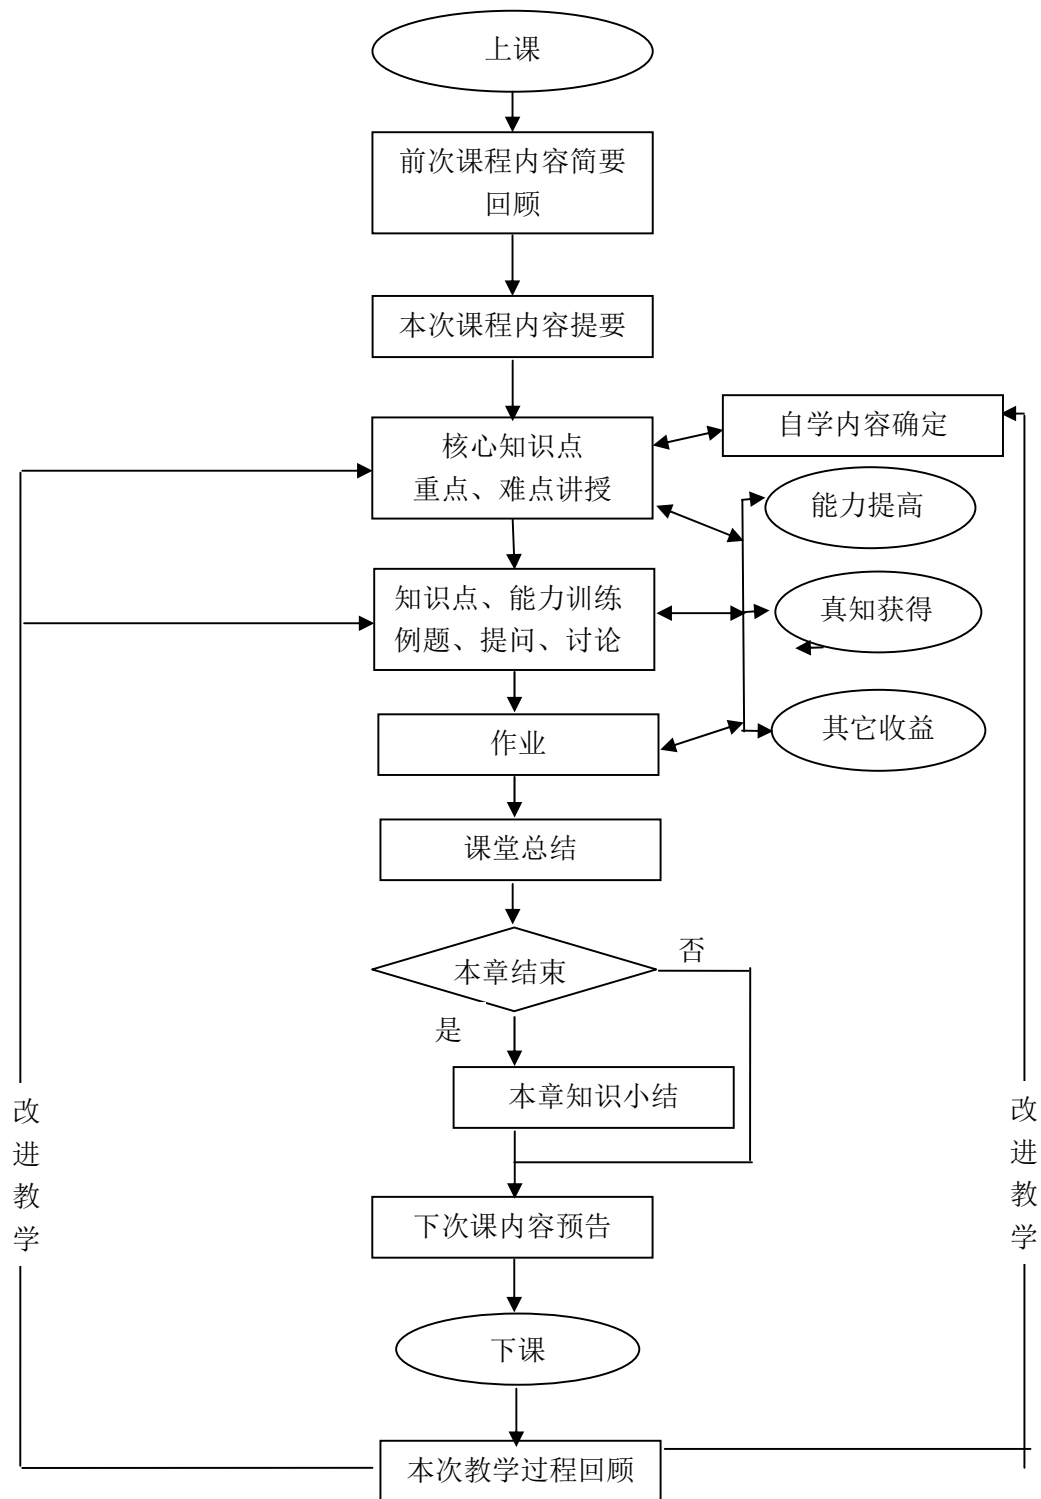 上课
前次课程内容简要
回顾
本次课程内容提要
核心知识点
重点、难点讲授
自学内容确定
能力提高
知识点、能力训练
例题、提问、讨论
真知获得
作业
其它收益
课堂总结
本章结束
否
是
本章知识小结
改
进
教
学
改
进
教
学
下次课内容预告
下课
本次教学过程回顾